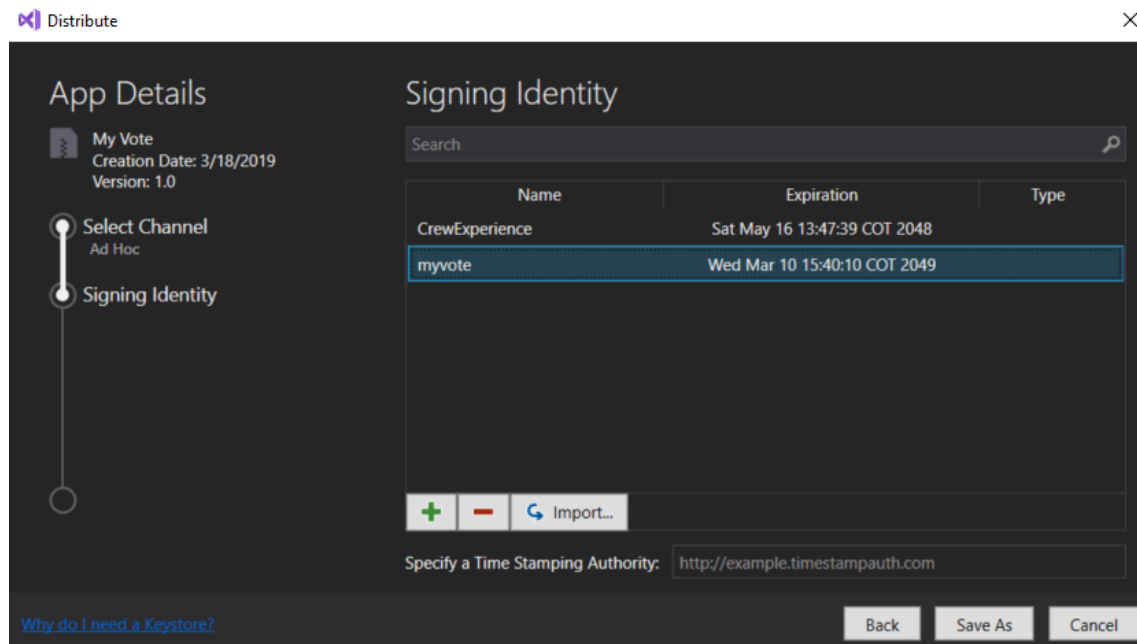 Distribute
App Details
My Vote
Creation Date: 3/18/2019
Version: 1.0
Select Channel
Ad Hoc
Signing Identity
Signing Identity
Search
Name Expiration Type
CrewExperience Sat May 16 13:47:39 COT 2048
myvote Wed Mar 10 15:40:10 COT 2049
Import...
Specify a Time Stamping Authority: http://example.timestampauth.com
Why do I need a Keystore?
Back Save As Cancel